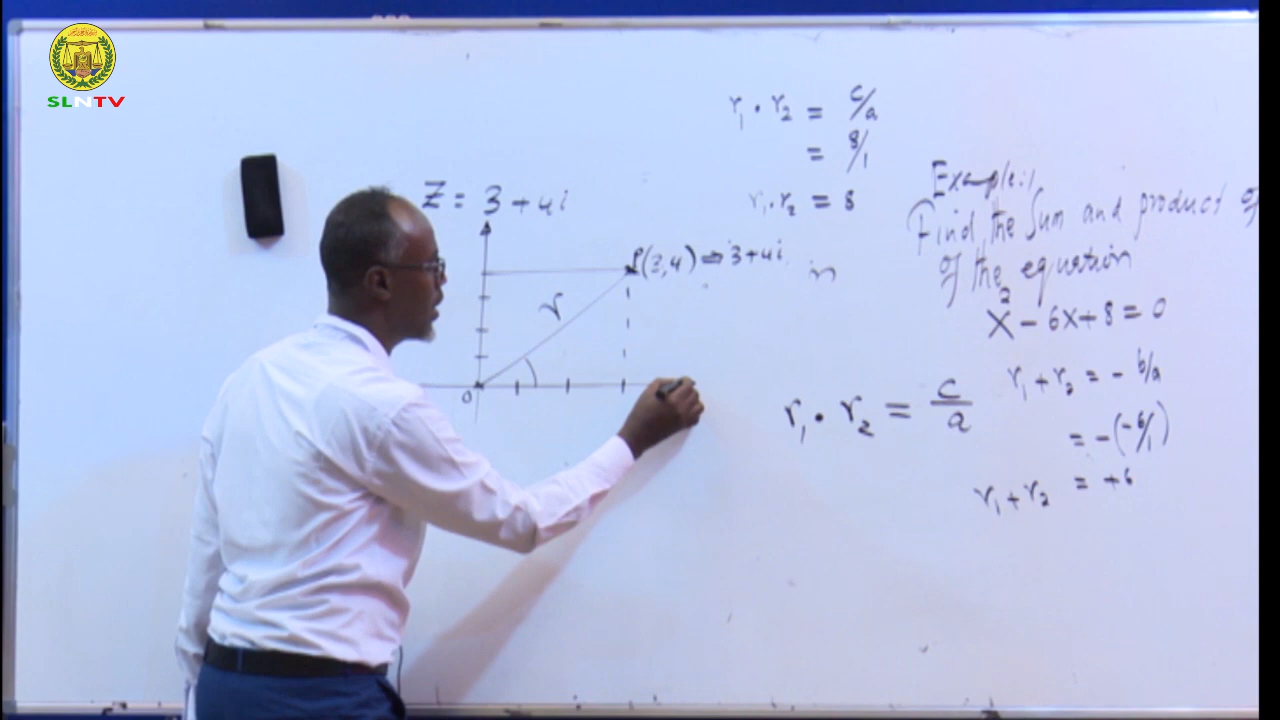 SLNTV
Z = 3 + 4i
P(3,4) ⇒ 3+4i
r
0
in
r₁ · r₂ = c/a
= 8/1
r₁·r₂ = 8
Example:1
Find the Sum and product of
of the equation
X² - 6X + 8 = 0
r₁ · r₂ = c/a
r₁ + r₂ = - b/a
= -(-6/1)
r₁ + r₂ = +6